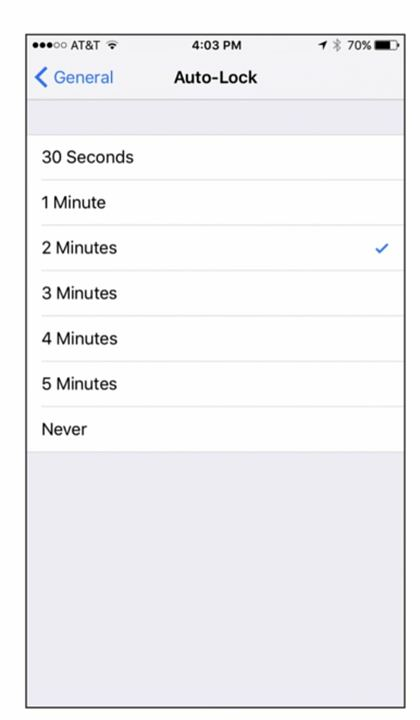 AT&T 4:03 PM 70%
General Auto-Lock
30 Seconds
1 Minute
2 Minutes
3 Minutes
4 Minutes
5 Minutes
Never